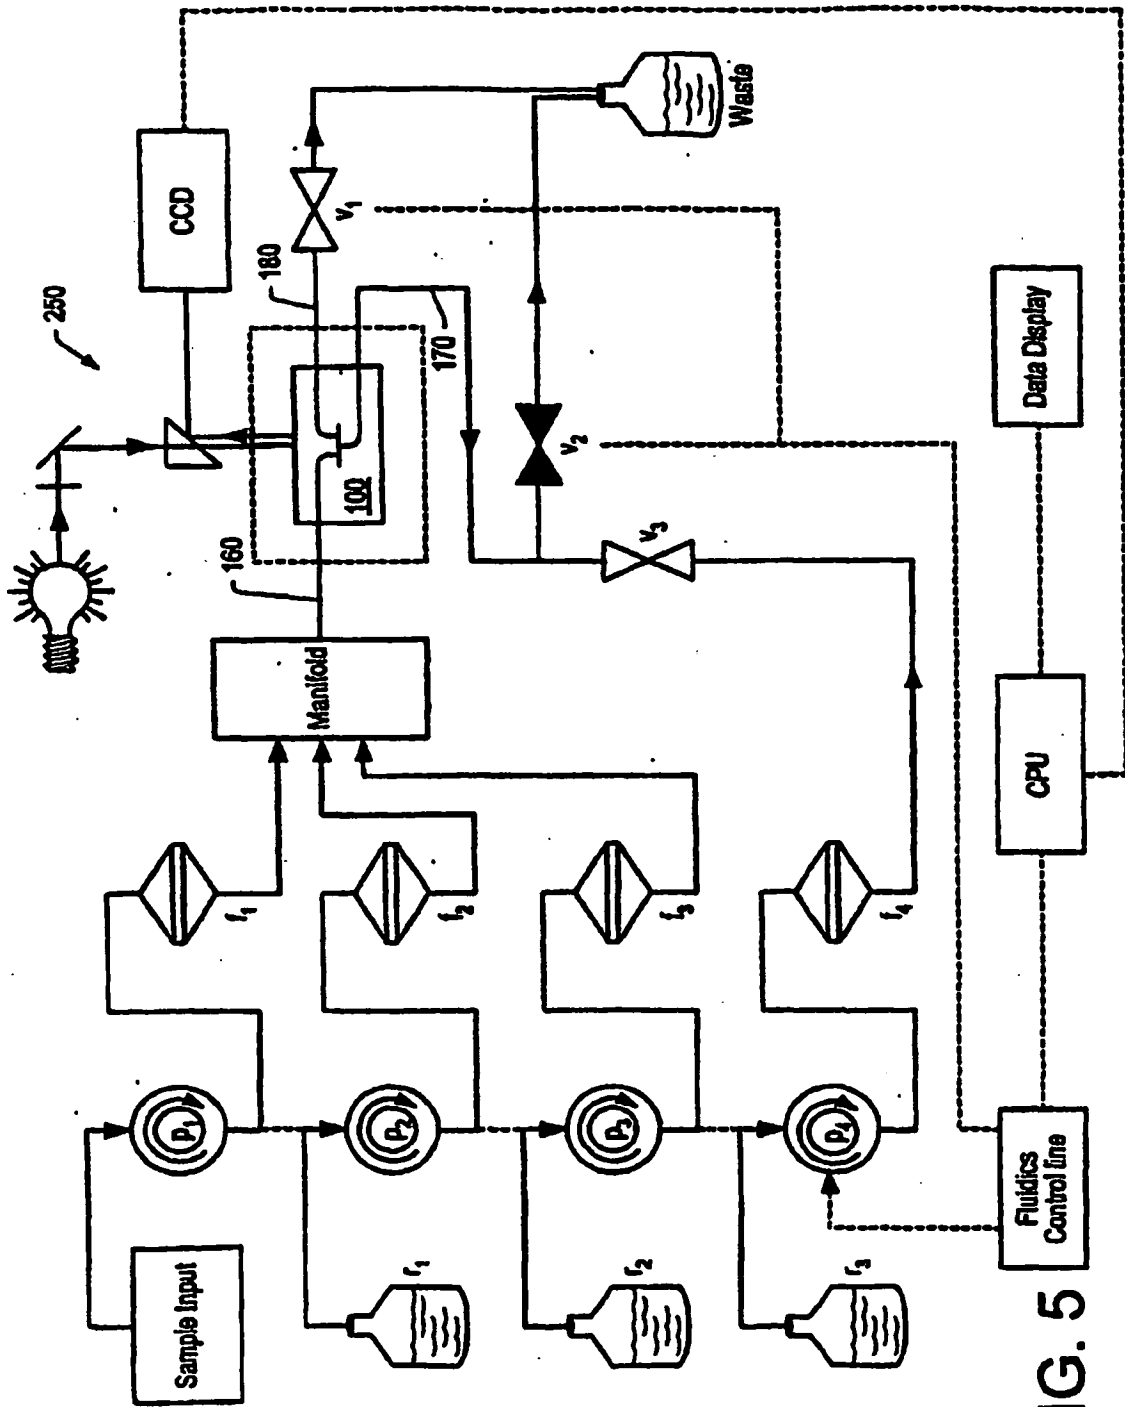 250
CCD
180
V1
Waste
160
100
170
V2
V3
Manifold
f1
f2
f3
f4
p1
p2
p3
p4
Sample Input
r1
r2
r3
Fluidics
Control line
CPU
Data Display
IG. 5